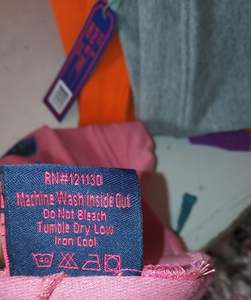 RN#121130
Machine Wash Inside Out
Do Not Bleach
Tumble Dry Low
Iron Cool